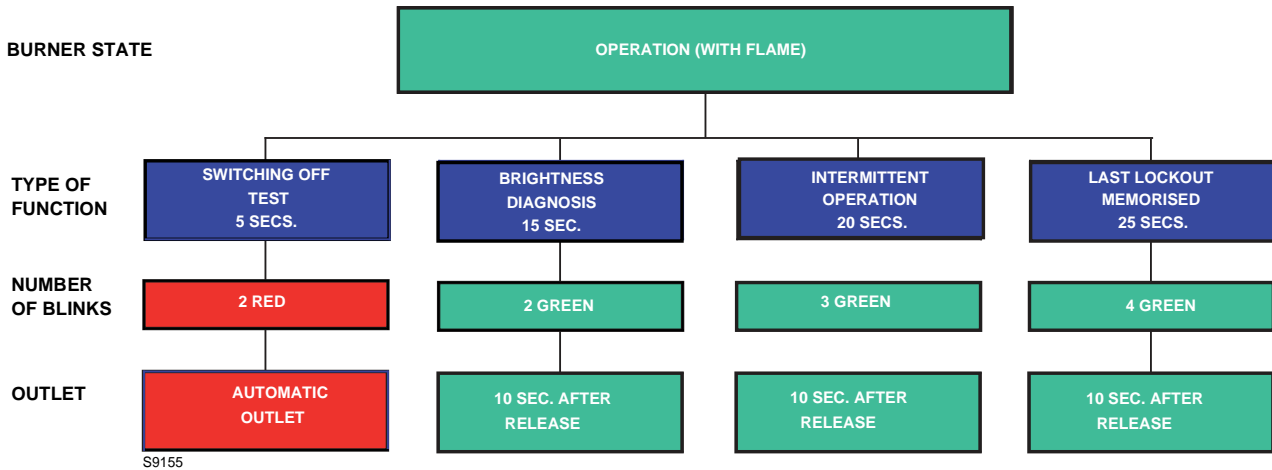 BURNER STATE
OPERATION (WITH FLAME)
TYPE OF
FUNCTION
SWITCHING OFF
TEST
5 SECS.
BRIGHTNESS
DIAGNOSIS
15 SEC.
INTERMITTENT
OPERATION
20 SECS.
LAST LOCKOUT
MEMORISED
25 SECS.
NUMBER
OF BLINKS
2 RED
2 GREEN
3 GREEN
4 GREEN
OUTLET
AUTOMATIC
OUTLET
10 SEC. AFTER
RELEASE
10 SEC. AFTER
RELEASE
10 SEC. AFTER
RELEASE
S9155